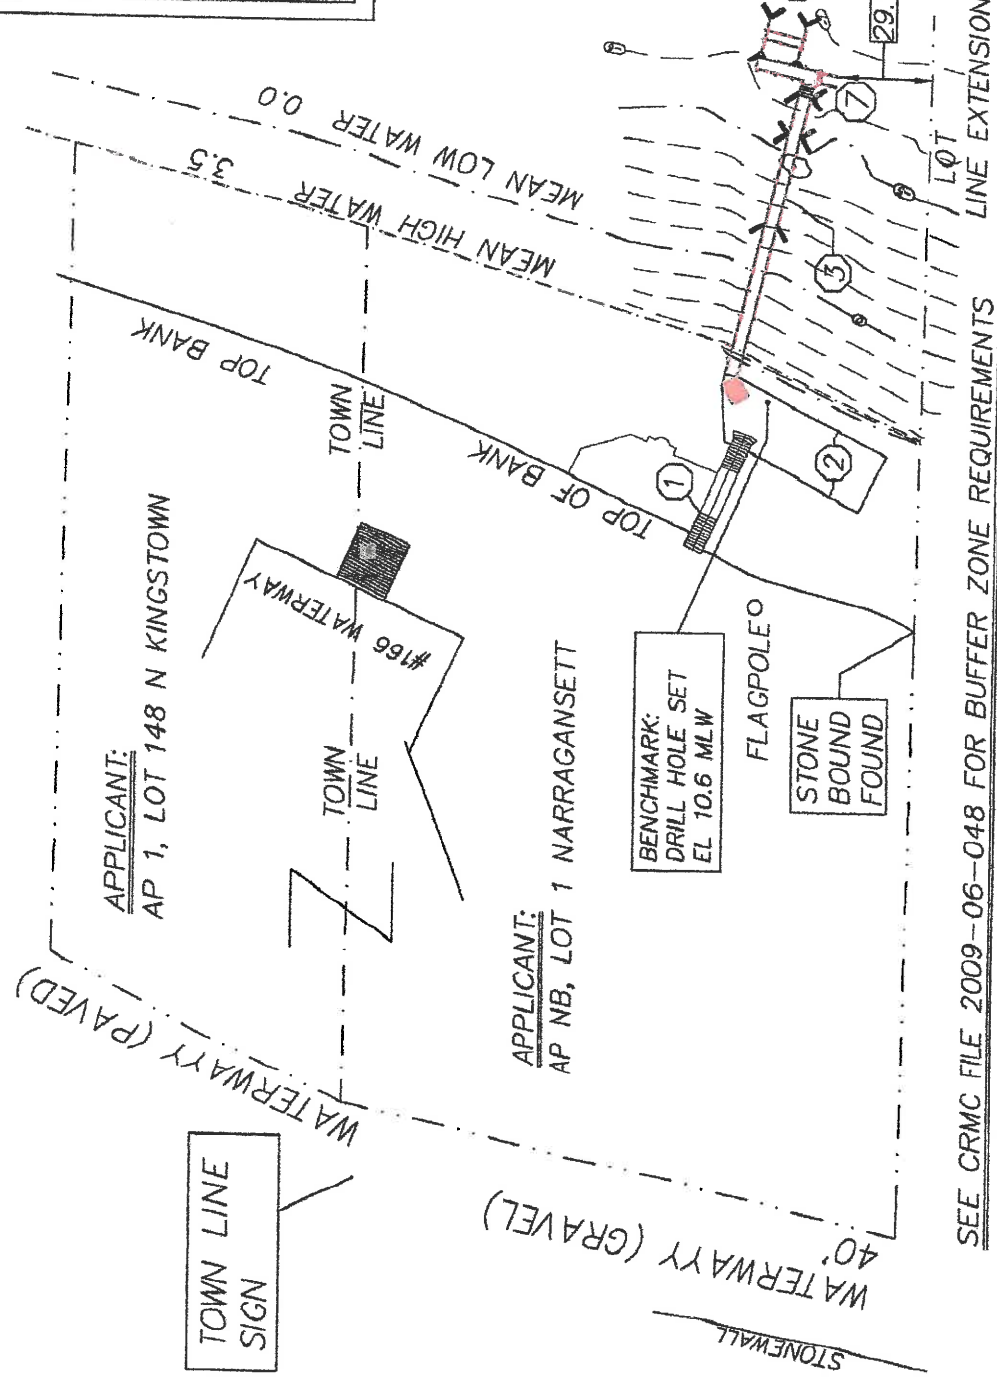 TOWN LINE
SIGN
WATERWAYY (PAVED)
WATERWAYY (GRAVEL)
40'
STONEWALL
APPLICANT:
AP 1, LOT 148 N KINGSTOWN
APPLICANT:
AP NB, LOT 1 NARRAGANSETT
TOWN
LINE
#166 WATERWAY
TOWN
LINE
TOP BANK
TOP OF BANK
MEAN HIGH WATER 3.5
MEAN LOW WATER 0.0
BENCHMARK:
DRILL HOLE SET
EL 10.6 MLW
FLAGPOLE
STONE
BOUND
FOUND
1
2
3
7
29.
LOT
LINE EXTENSION
SEE CRMC FILE 2009-06-048 FOR BUFFER ZONE REQUIREMENTS